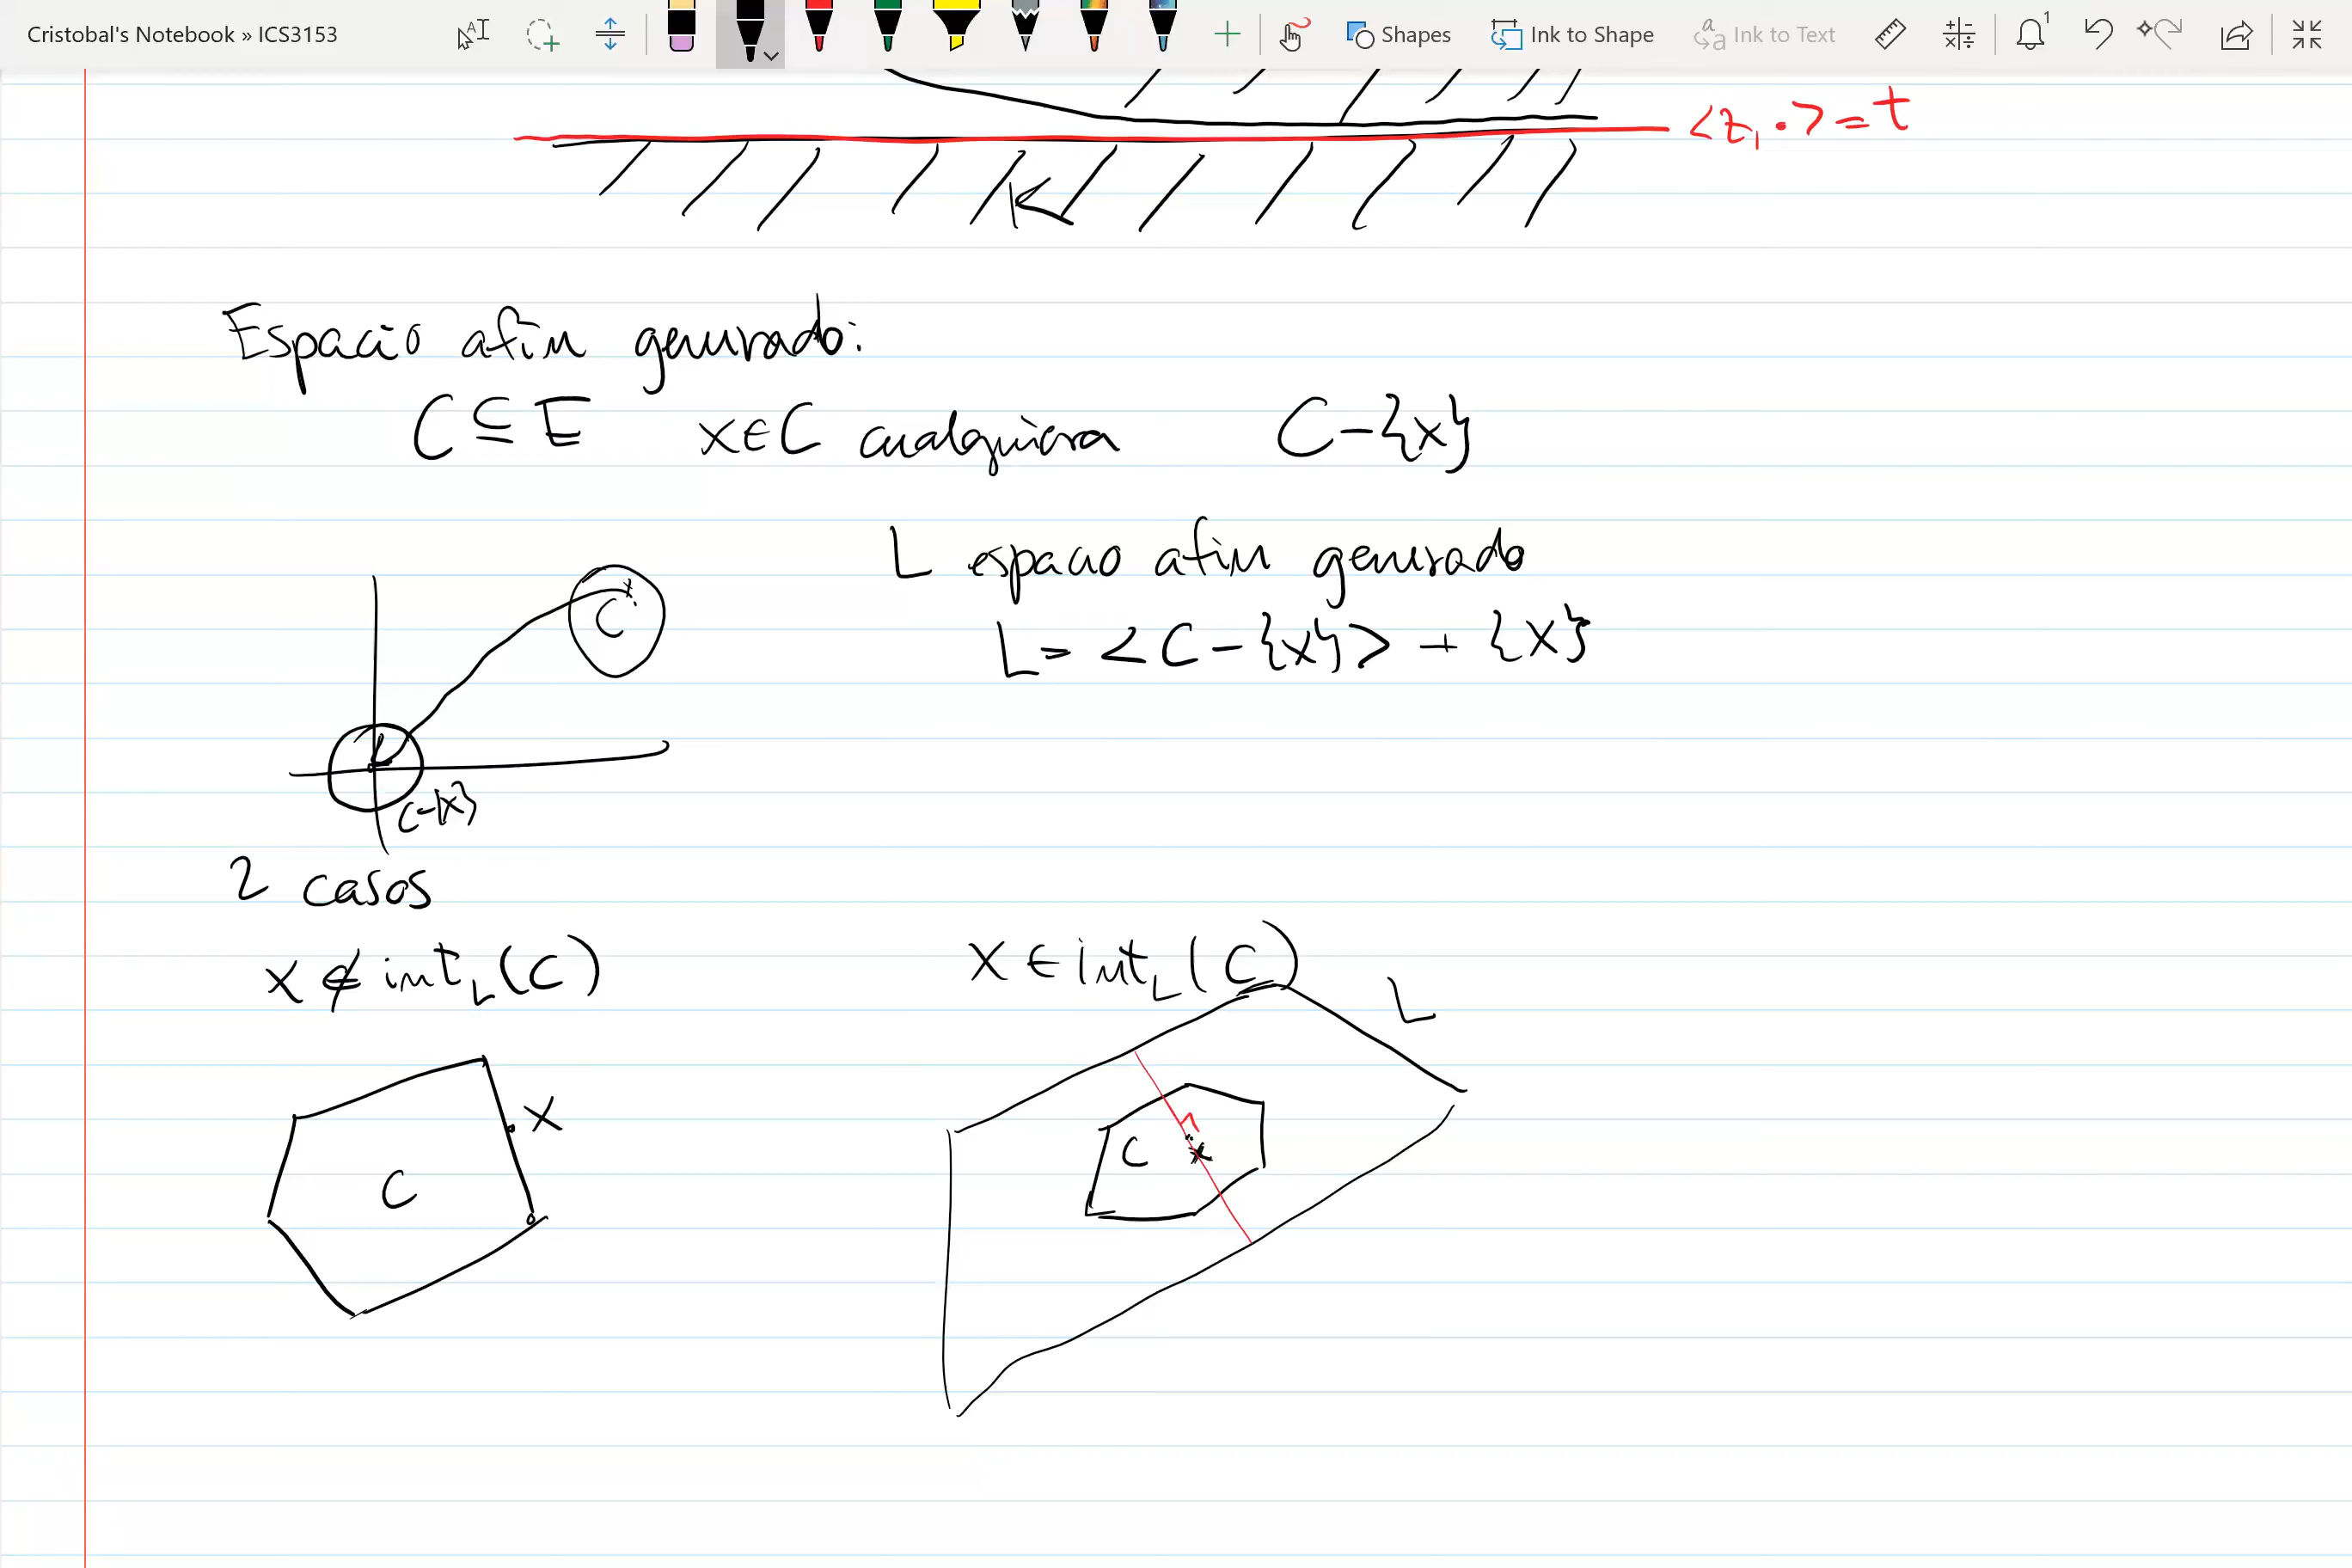 Cristobal's Notebook » ICS3153
Shapes Ink to Shape Ink to Text 1
<z, ·> = t
K
Espacio afín generado:
C ⊆ E x∈C cualquiera C-{x}
L espacio afín generado
C x
L = <C-{x}> + {x}
C-{x}
2 casos
x ∉ int_L(C) x ∈ int_L(C)
L
x
C x
C